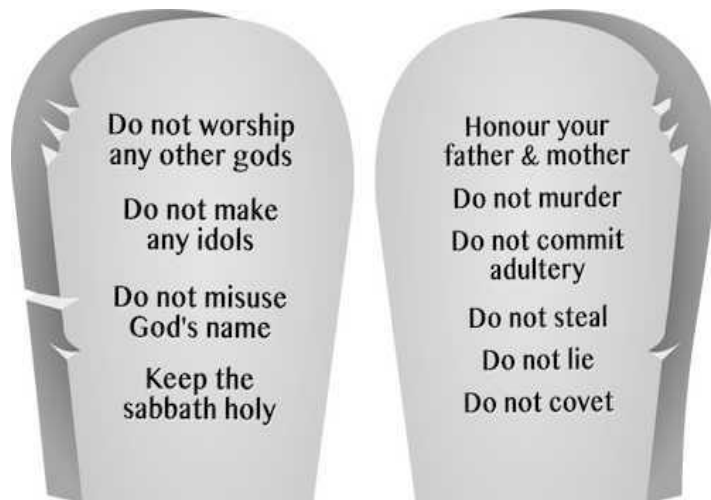 Do not worship
any other gods
Do not make
any idols
Do not misuse
God's name
Keep the
sabbath holy
Honour your
father & mother
Do not murder
Do not commit
adultery
Do not steal
Do not lie
Do not covet